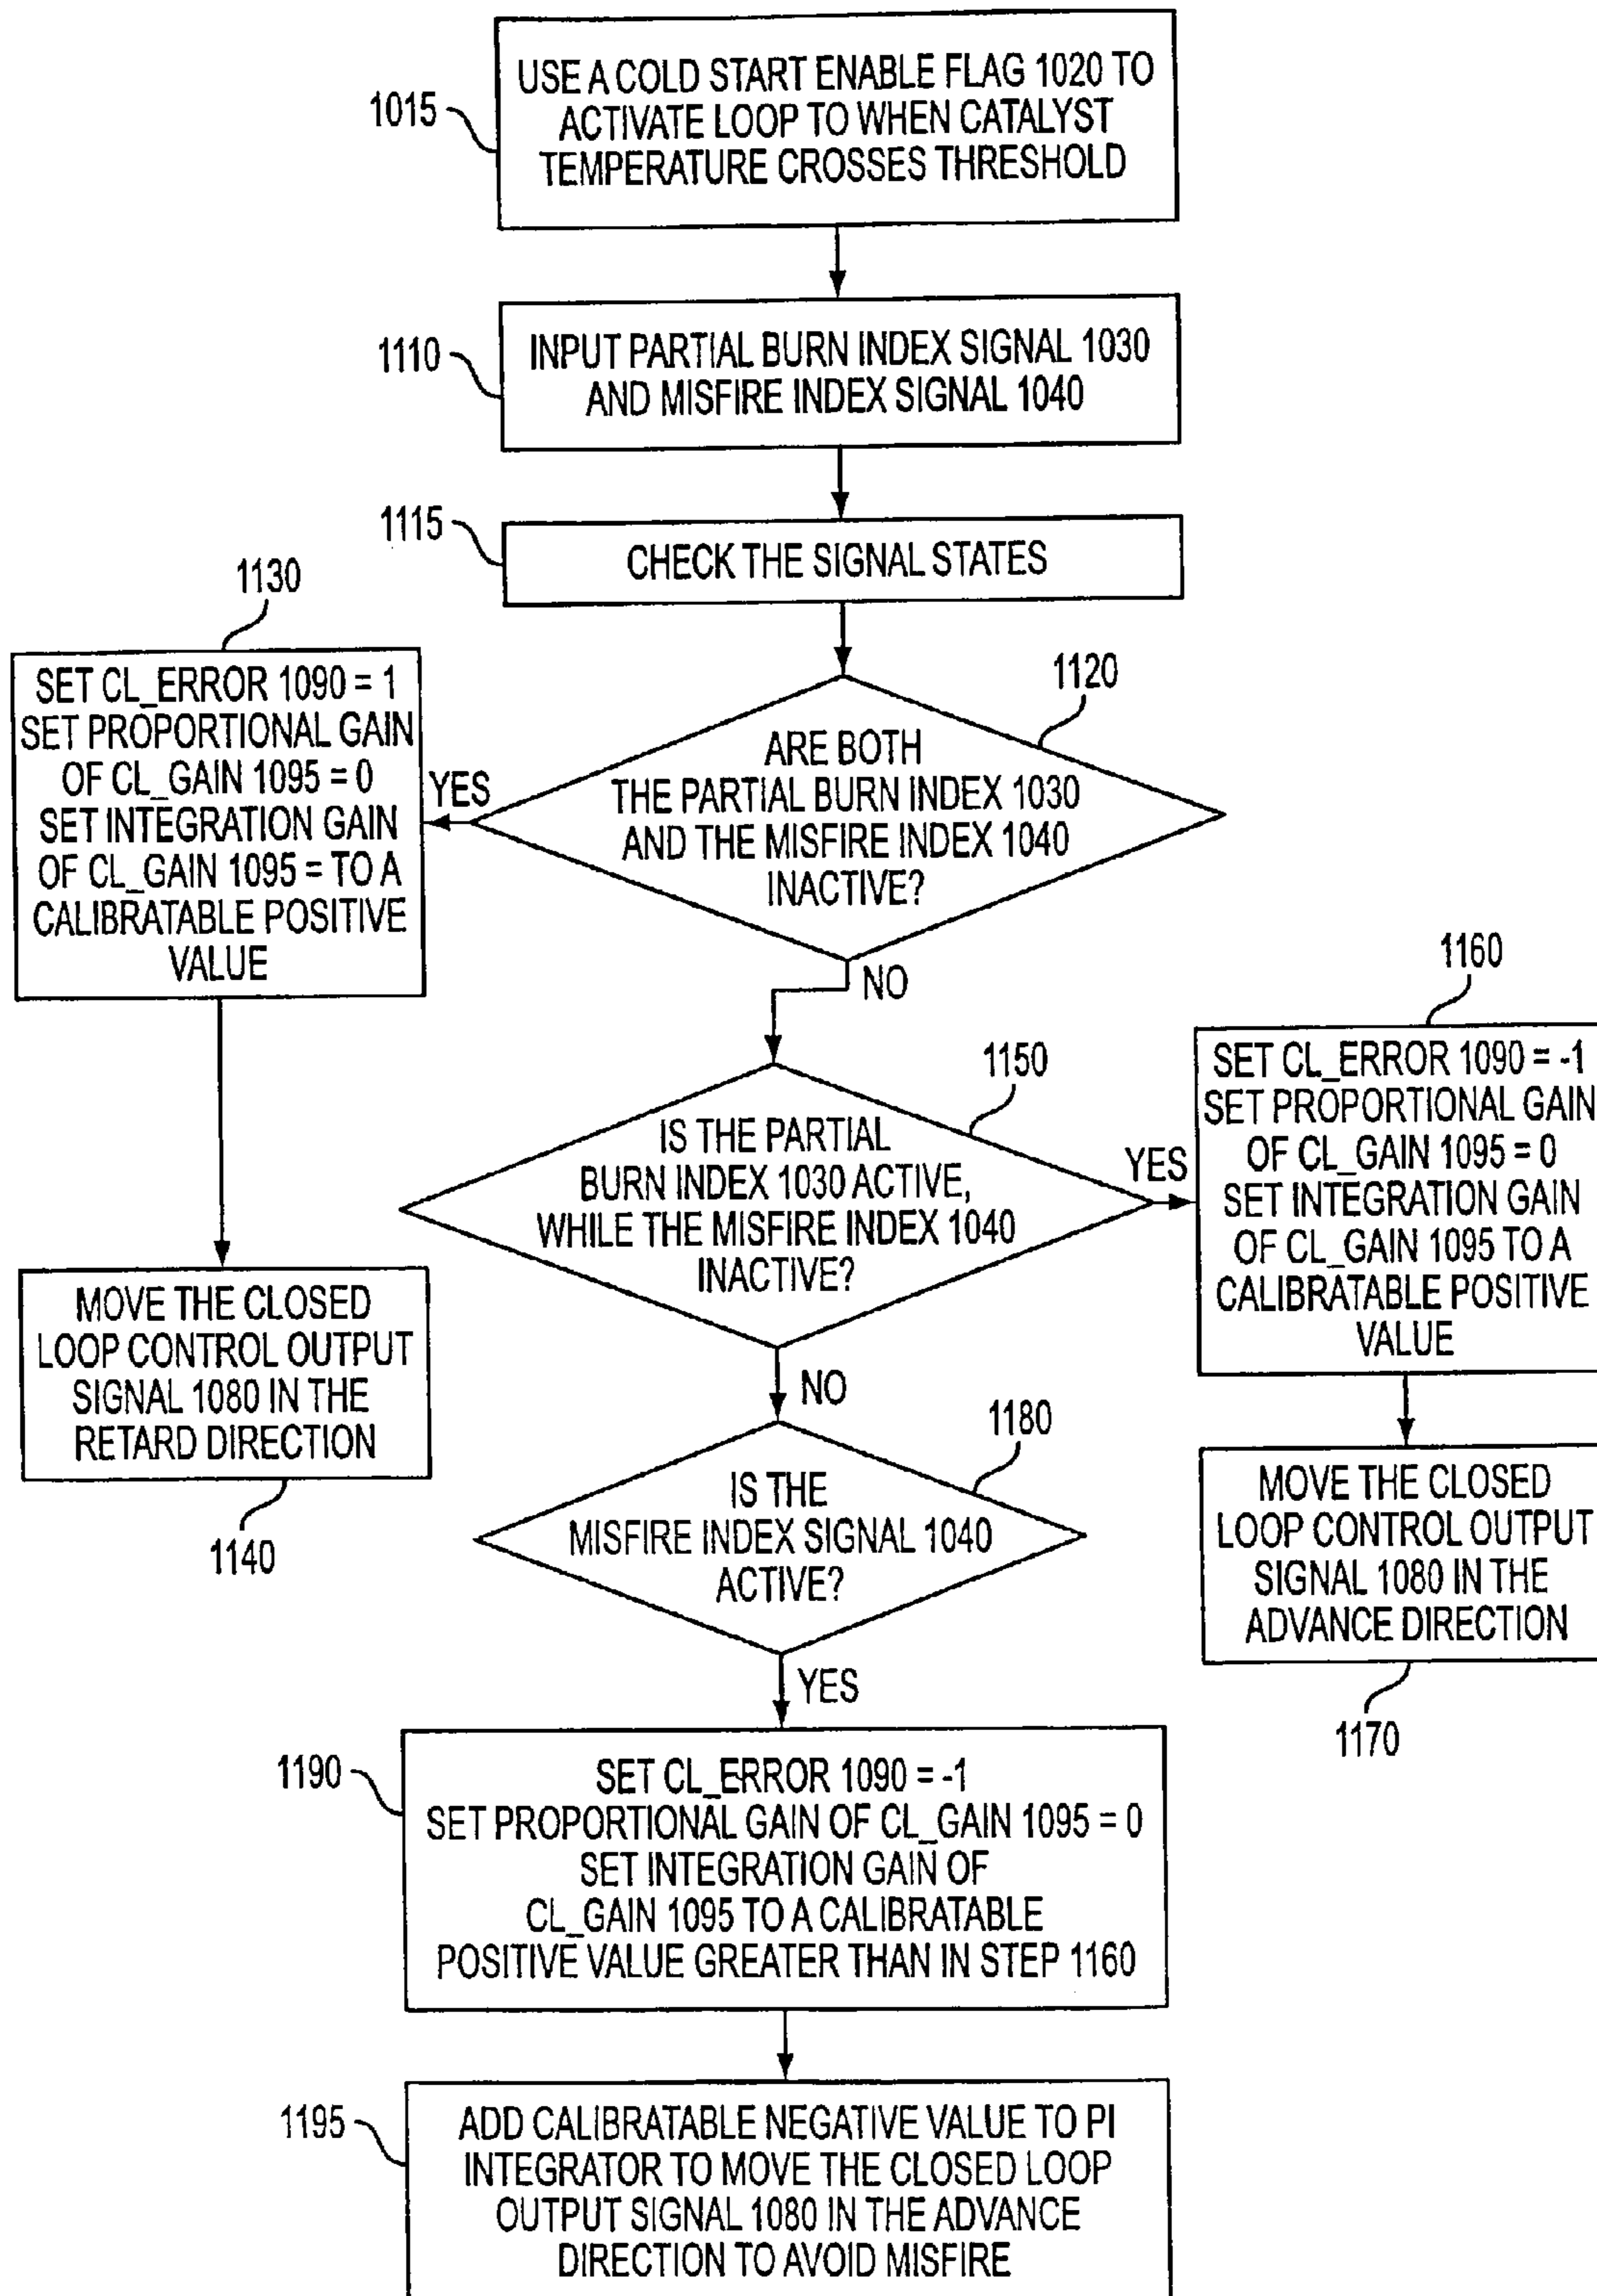 1015
USE A COLD START ENABLE FLAG 1020 TO
ACTIVATE LOOP TO WHEN CATALYST
TEMPERATURE CROSSES THRESHOLD
1110
INPUT PARTIAL BURN INDEX SIGNAL 1030
AND MISFIRE INDEX SIGNAL 1040
1115
CHECK THE SIGNAL STATES
1130
SET CL_ERROR 1090 = 1
SET PROPORTIONAL GAIN
OF CL_GAIN 1095 = 0
SET INTEGRATION GAIN
OF CL_GAIN 1095 = TO A
CALIBRATABLE POSITIVE
VALUE
YES
1120
ARE BOTH
THE PARTIAL BURN INDEX 1030
AND THE MISFIRE INDEX 1040
INACTIVE?
NO
MOVE THE CLOSED
LOOP CONTROL OUTPUT
SIGNAL 1080 IN THE
RETARD DIRECTION
1140
1150
IS THE PARTIAL
BURN INDEX 1030 ACTIVE,
WHILE THE MISFIRE INDEX 1040
INACTIVE?
YES
NO
1160
SET CL_ERROR 1090 = -1
SET PROPORTIONAL GAIN
OF CL_GAIN 1095 = 0
SET INTEGRATION GAIN
OF CL_GAIN 1095 TO A
CALIBRATABLE POSITIVE
VALUE
MOVE THE CLOSED
LOOP CONTROL OUTPUT
SIGNAL 1080 IN THE
ADVANCE DIRECTION
1170
1180
IS THE
MISFIRE INDEX SIGNAL 1040
ACTIVE?
YES
1190
SET CL_ERROR 1090 = -1
SET PROPORTIONAL GAIN OF CL_GAIN 1095 = 0
SET INTEGRATION GAIN OF
CL_GAIN 1095 TO A CALIBRATABLE
POSITIVE VALUE GREATER THAN IN STEP 1160
1195
ADD CALIBRATABLE NEGATIVE VALUE TO PI
INTEGRATOR TO MOVE THE CLOSED LOOP
OUTPUT SIGNAL 1080 IN THE ADVANCE
DIRECTION TO AVOID MISFIRE